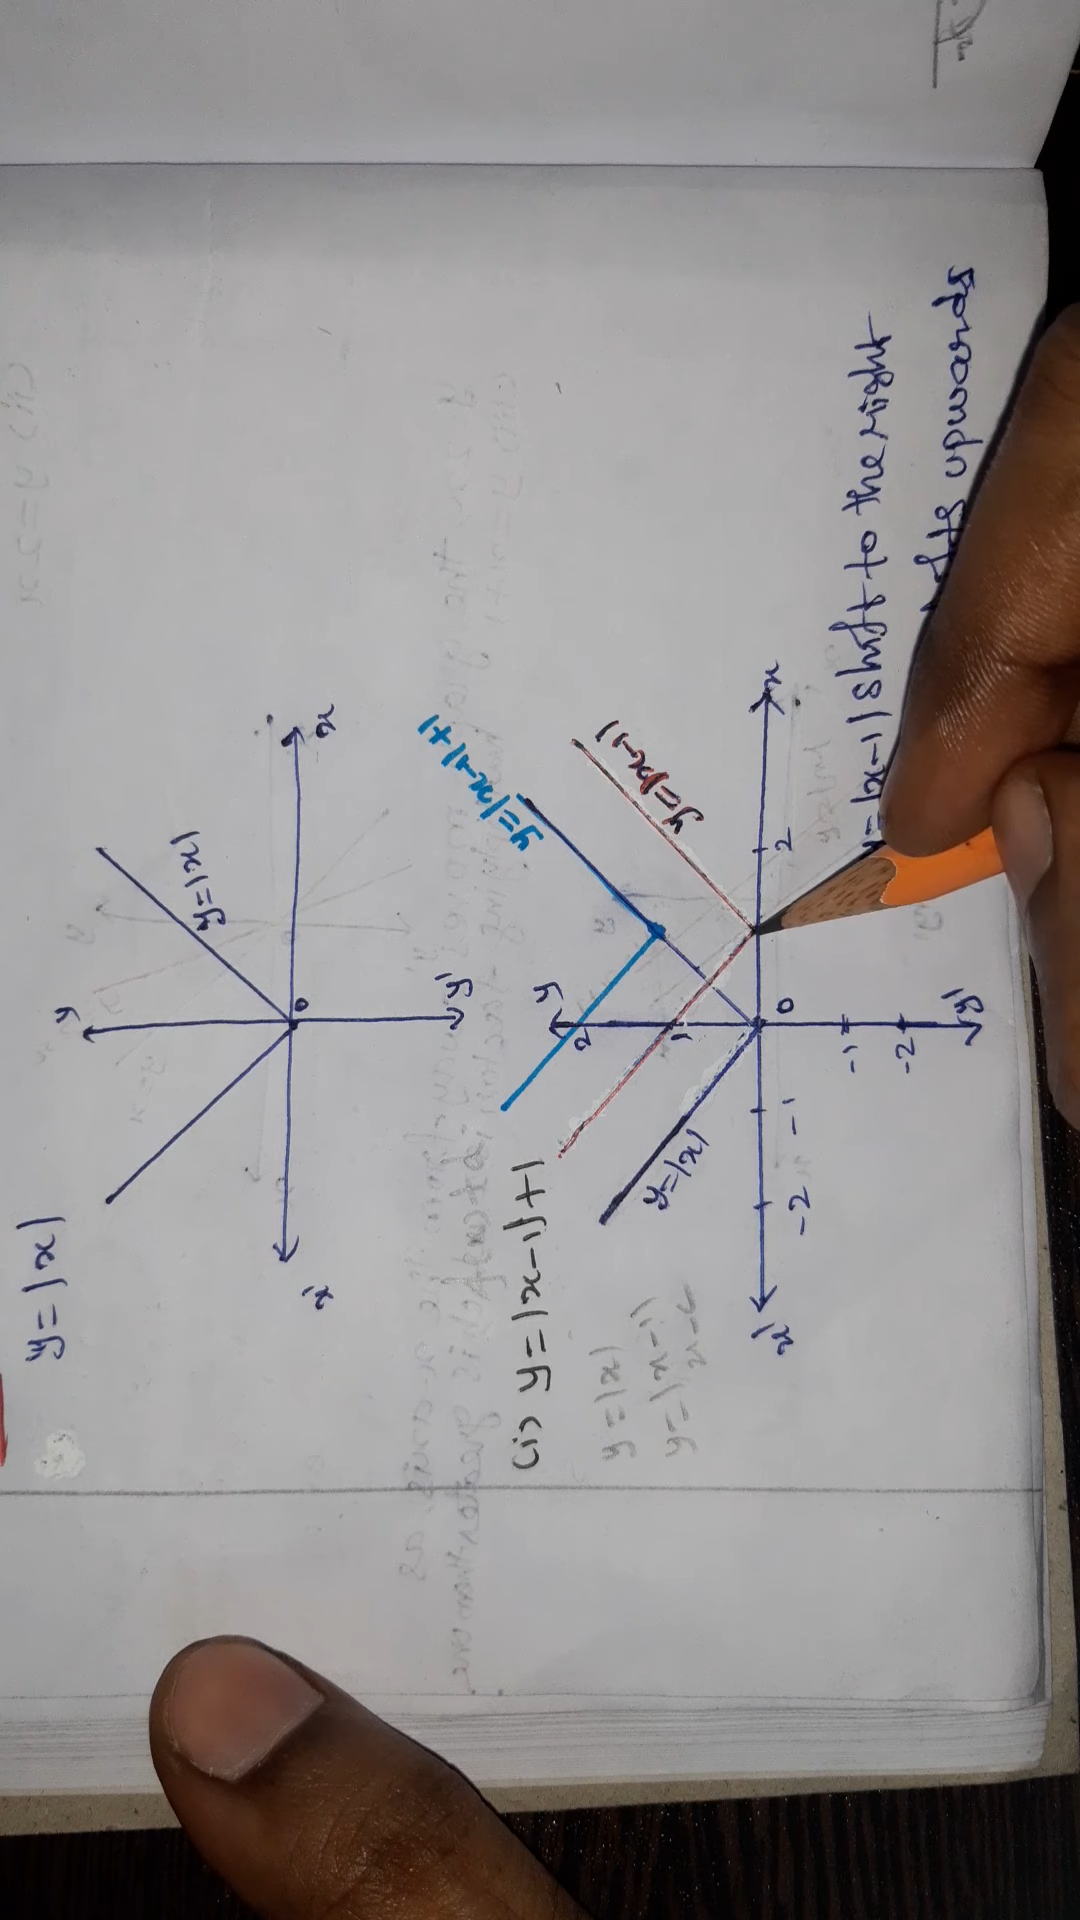 y=|x|
y
y=|x|
x'
0
x
y'
(i) y=|x-1|+1
y=|x|
y=|x-1|
x-c
y=|x-1|+1
y=|x-1|
y
2
1
y=|x|
x'
-2
-1
0
2
x
-1
-2
y'
y=|x-1| shift to the right
upwards